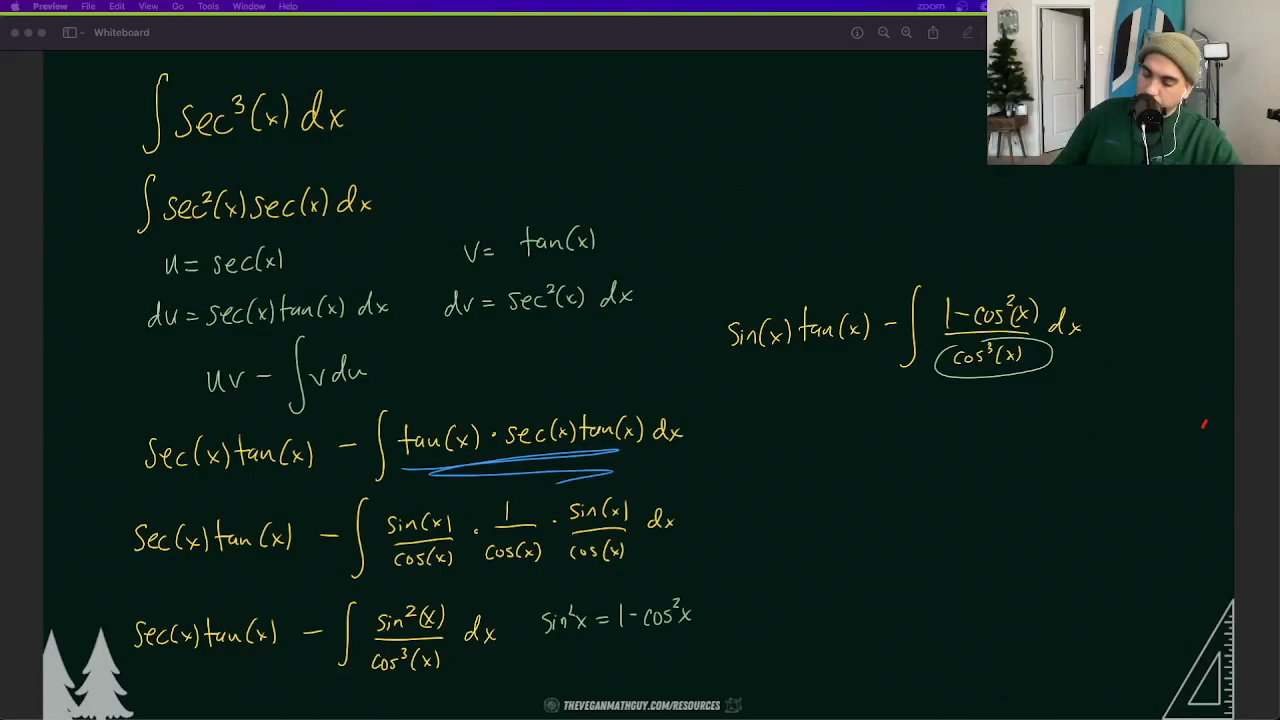 Preview File Edit View Go Tools Window Help zoom
Whiteboard
∫ sec³(x) dx
∫ sec²(x) sec(x) dx
u = sec(x) v = tan(x)
du = sec(x)tan(x) dx dv = sec²(x) dx
uv - ∫ v du
sec(x)tan(x) - ∫ tan(x) · sec(x)tan(x) dx
sec(x)tan(x) - ∫ sin(x)/cos(x) · 1/cos(x) · sin(x)/cos(x) dx
sec(x)tan(x) - ∫ sin²(x)/cos³(x) dx sin²x = 1 - cos²x
sin(x)tan(x) - ∫ 1-cos²(x)/cos³(x) dx
THEVEGANMATHGUY.COM/RESOURCES